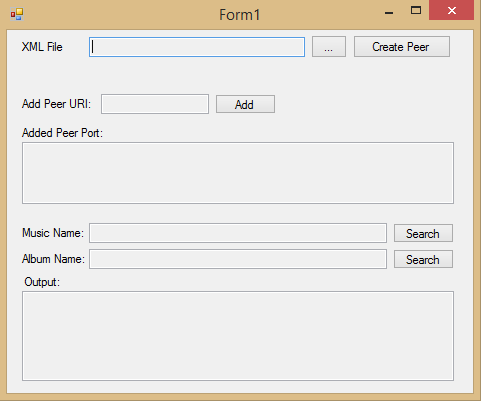 Form1
XML File ... Create Peer
Add Peer URI: Add
Added Peer Port:
Music Name: Search
Album Name: Search
Output: